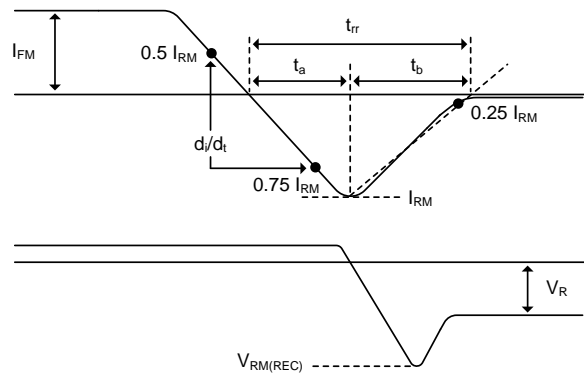 t_rr
I_FM
0.5 I_RM
t_a
t_b
0.25 I_RM
d_i/d_t
0.75 I_RM
I_RM
V_R
V_RM(REC)